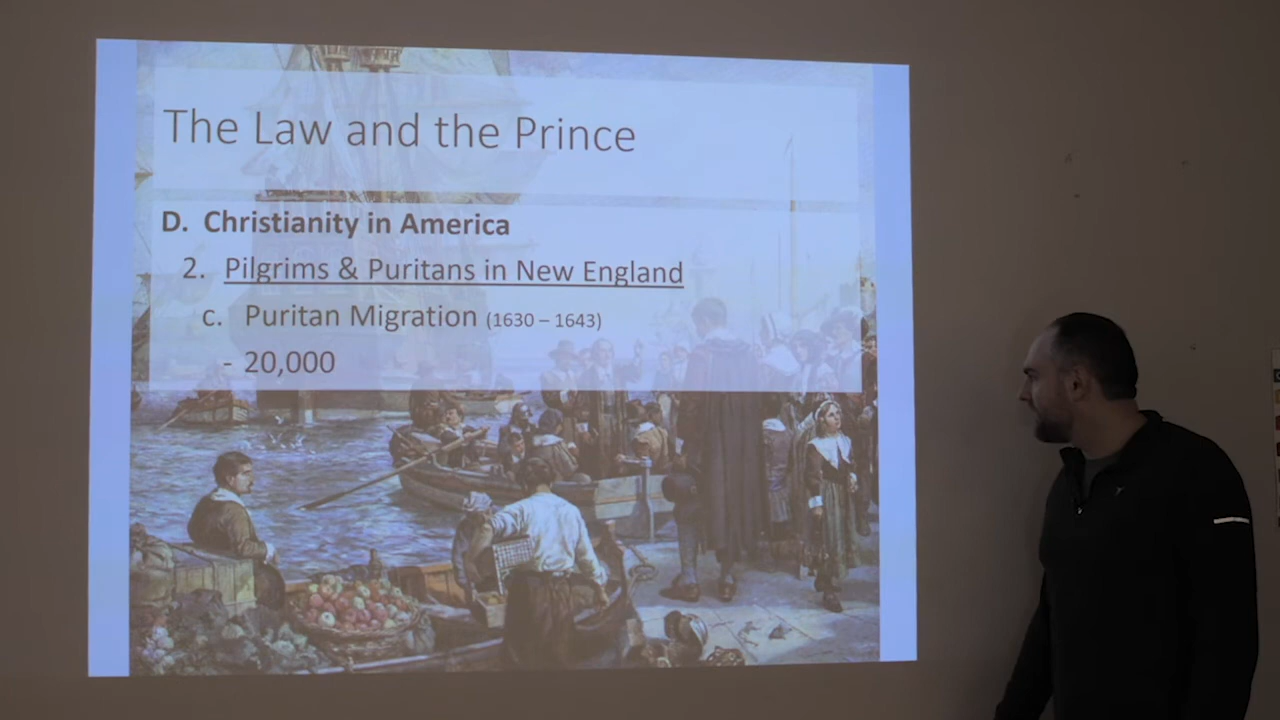 The Law and the Prince
D. Christianity in America
2. Pilgrims & Puritans in New England
c. Puritan Migration (1630 – 1643)
- 20,000